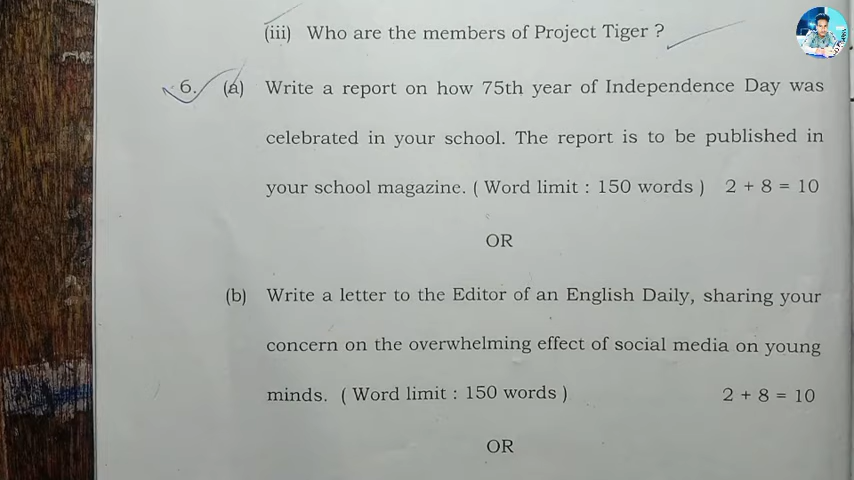 (iii) Who are the members of Project Tiger ?
6. (a) Write a report on how 75th year of Independence Day was
celebrated in your school. The report is to be published in
your school magazine. ( Word limit : 150 words ) 2 + 8 = 10
OR
(b) Write a letter to the Editor of an English Daily, sharing your
concern on the overwhelming effect of social media on young
minds. ( Word limit : 150 words ) 2 + 8 = 10
OR